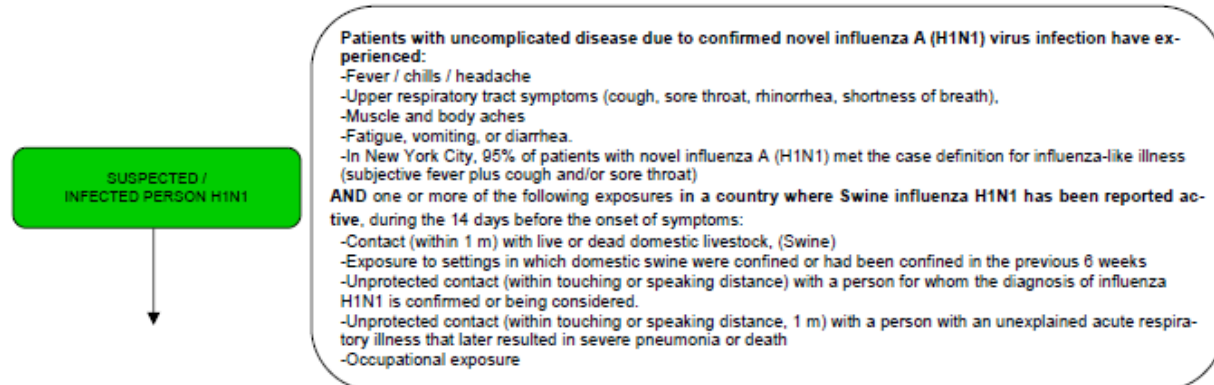 SUSPECTED /
INFECTED PERSON H1N1
Patients with uncomplicated disease due to confirmed novel influenza A (H1N1) virus infection have ex-
perienced:
-Fever / chills / headache
-Upper respiratory tract symptoms (cough, sore throat, rhinorrhea, shortness of breath),
-Muscle and body aches
-Fatigue, vomiting, or diarrhea.
-In New York City, 95% of patients with novel influenza A (H1N1) met the case definition for influenza-like illness
(subjective fever plus cough and/or sore throat)
AND one or more of the following exposures in a country where Swine influenza H1N1 has been reported ac-
tive, during the 14 days before the onset of symptoms:
-Contact (within 1 m) with live or dead domestic livestock, (Swine)
-Exposure to settings in which domestic swine were confined or had been confined in the previous 6 weeks
-Unprotected contact (within touching or speaking distance) with a person for whom the diagnosis of influenza
H1N1 is confirmed or being considered.
-Unprotected contact (within touching or speaking distance, 1 m) with a person with an unexplained acute respira-
tory illness that later resulted in severe pneumonia or death
-Occupational exposure